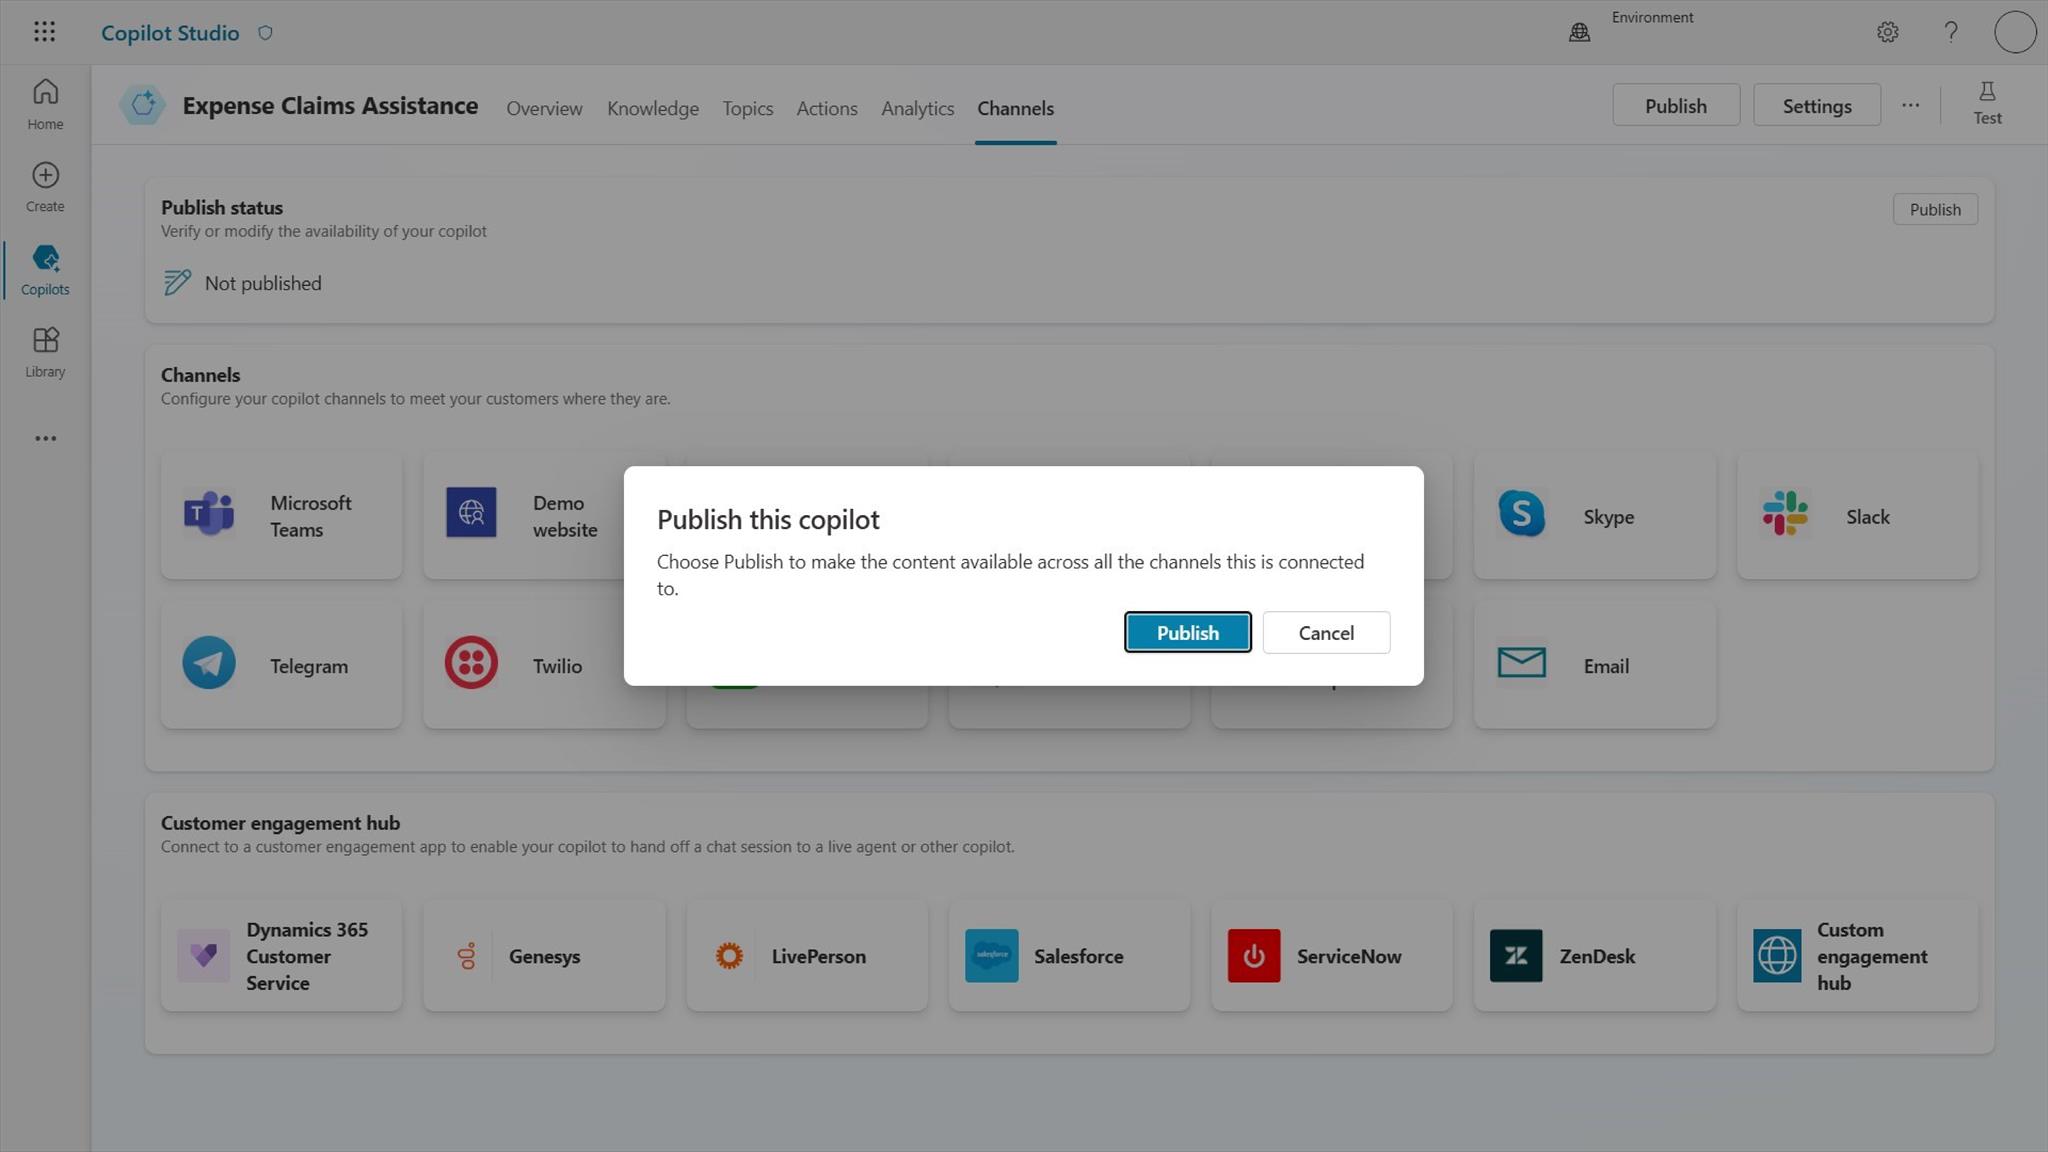 Copilot Studio
Environment
Home
Create
Copilots
Library
Expense Claims Assistance
Overview
Knowledge
Topics
Actions
Analytics
Channels
Publish
Settings
Test
Publish status
Verify or modify the availability of your copilot
Publish
Not published
Channels
Configure your copilot channels to meet your customers where they are.
Microsoft
Teams
Demo
website
Skype
Slack
Telegram
Twilio
Email
Publish this copilot
Choose Publish to make the content available across all the channels this is connected
to.
Publish
Cancel
Customer engagement hub
Connect to a customer engagement app to enable your copilot to hand off a chat session to a live agent or other copilot.
Dynamics 365
Customer
Service
Genesys
LivePerson
salesforce
Salesforce
ServiceNow
ZenDesk
Custom
engagement
hub